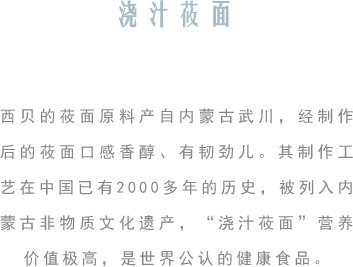 浇汁莜面
西贝的莜面原料产自内蒙古武川，经制作
后的莜面口感香醇、有韧劲儿。其制作工
艺在中国已有2000多年的历史，被列入内
蒙古非物质文化遗产，“浇汁莜面”营养
价值极高，是世界公认的健康食品。